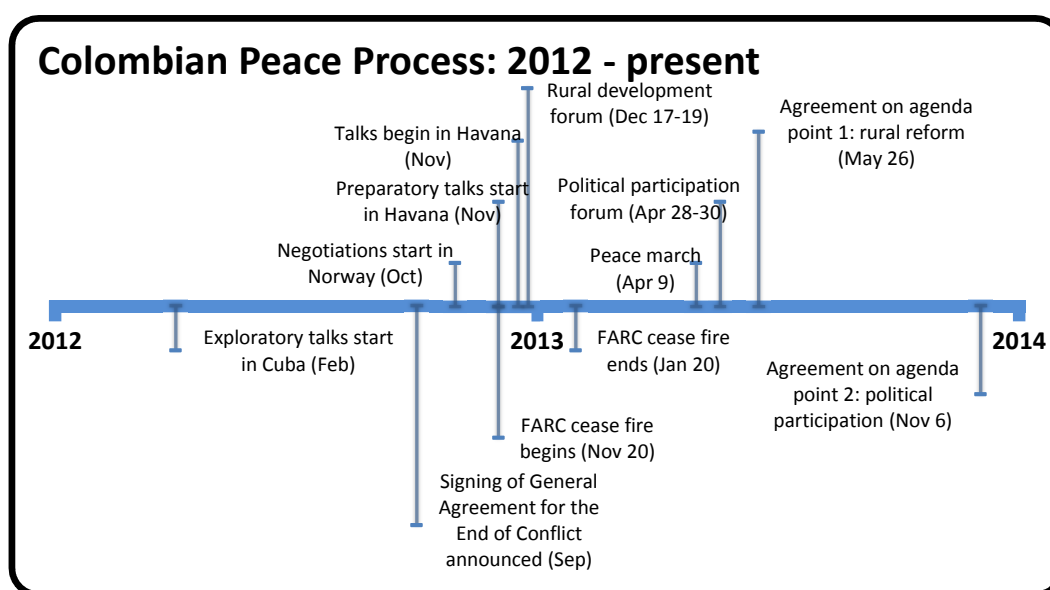 Colombian Peace Process: 2012 - present
Rural development
forum (Dec 17-19)
Agreement on agenda
point 1: rural reform
(May 26)
Talks begin in Havana
(Nov)
Preparatory talks start
in Havana (Nov)
Political participation
forum (Apr 28-30)
Negotiations start in
Norway (Oct)
Peace march
(Apr 9)
2012
2013
2014
Exploratory talks start
in Cuba (Feb)
FARC cease fire
ends (Jan 20)
Agreement on agenda
point 2: political
participation (Nov 6)
FARC cease fire
begins (Nov 20)
Signing of General
Agreement for the
End of Conflict
announced (Sep)